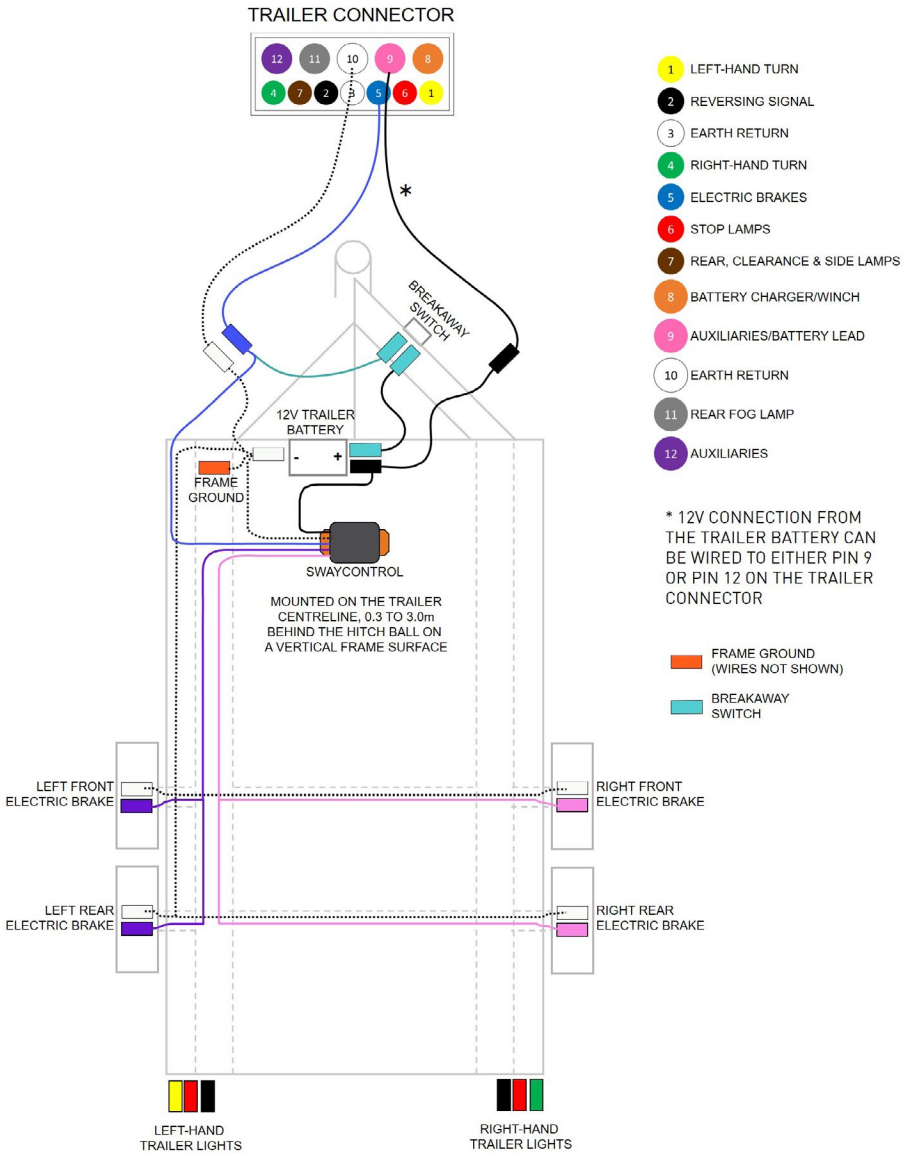 TRAILER CONNECTOR
12 11 10 9 8
4 7 2 3 5 6 1
1 LEFT-HAND TURN
2 REVERSING SIGNAL
3 EARTH RETURN
4 RIGHT-HAND TURN
5 ELECTRIC BRAKES
6 STOP LAMPS
7 REAR, CLEARANCE & SIDE LAMPS
8 BATTERY CHARGER/WINCH
9 AUXILIARIES/BATTERY LEAD
10 EARTH RETURN
11 REAR FOG LAMP
12 AUXILIARIES
*
BREAKAWAY
SWITCH
12V TRAILER
BATTERY
- +
FRAME
GROUND
SWAYCONTROL
MOUNTED ON THE TRAILER
CENTRELINE, 0.3 TO 3.0m
BEHIND THE HITCH BALL ON
A VERTICAL FRAME SURFACE
* 12V CONNECTION FROM
THE TRAILER BATTERY CAN
BE WIRED TO EITHER PIN 9
OR PIN 12 ON THE TRAILER
CONNECTOR
FRAME GROUND
(WIRES NOT SHOWN)
BREAKAWAY
SWITCH
LEFT FRONT
ELECTRIC BRAKE
RIGHT FRONT
ELECTRIC BRAKE
LEFT REAR
ELECTRIC BRAKE
RIGHT REAR
ELECTRIC BRAKE
LEFT-HAND
TRAILER LIGHTS
RIGHT-HAND
TRAILER LIGHTS